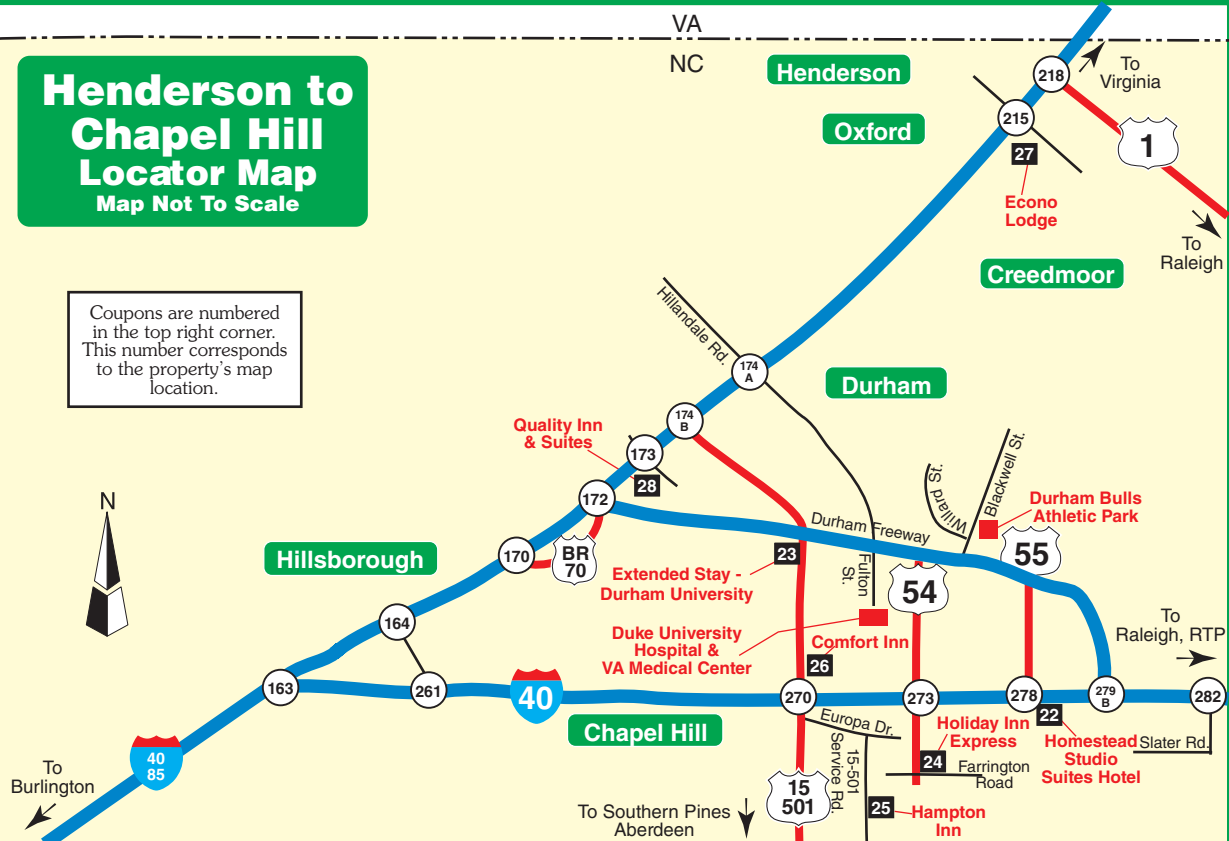 VA
NC
Henderson to
Chapel Hill
Locator Map
Map Not To Scale
Henderson
Oxford
218
To
Virginia
215
1
27
Econo
Lodge
To
Raleigh
Creedmoor
Coupons are numbered
in the top right corner.
This number corresponds
to the property's map
location.
Hillandale Rd.
174
A
Durham
174
B
Quality Inn
& Suites
173
28
172
N
Willard St.
Blackwell St.
Durham Bulls
Athletic Park
Durham Freeway
Hillsborough
170
BR
70
23
Extended Stay -
Durham University
Fulton
St.
54
55
164
Duke University
Hospital &
VA Medical Center
Comfort Inn
26
To
Raleigh, RTP
163
261
40
270
273
278
279
B
282
Chapel Hill
Europa Dr.
22
Holiday Inn
Express
Homestead
Studio
Suites Hotel
Slater Rd.
24
Farrington
Road
40
85
To
Burlington
15
501
15-501
Service Rd.
25
Hampton
Inn
To Southern Pines
Aberdeen